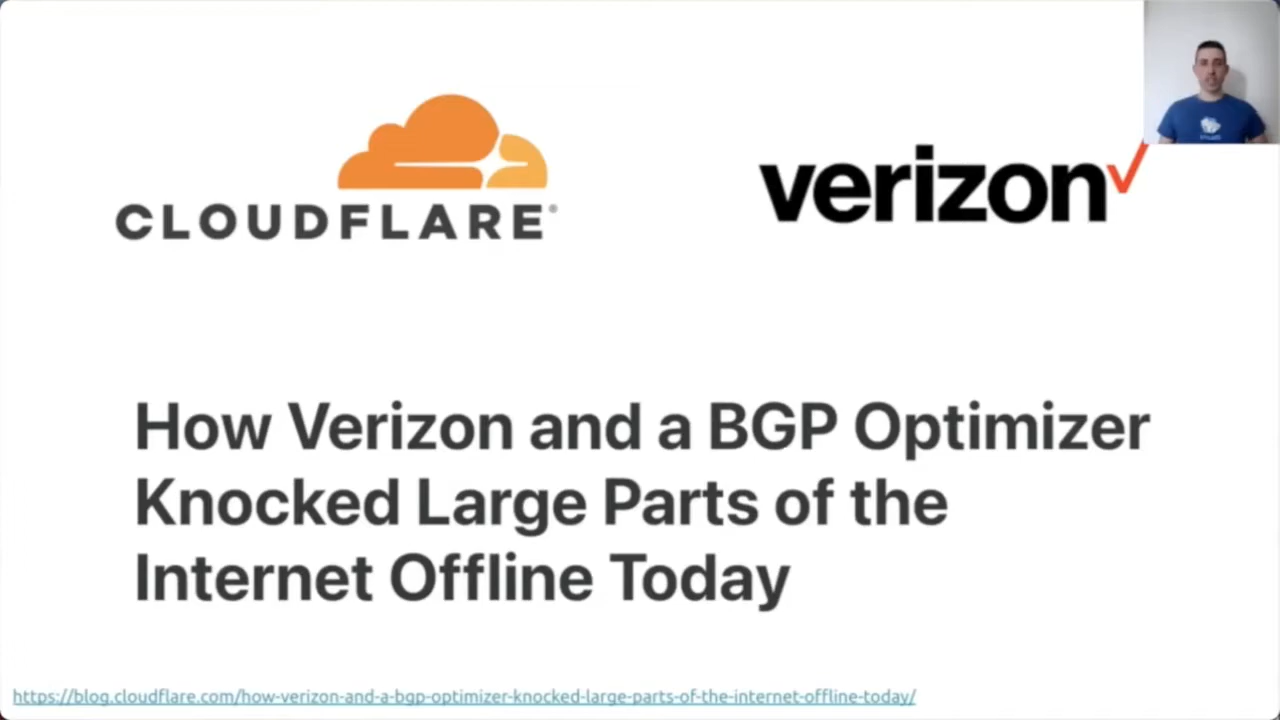 CLOUDFLARE®
verizon✓
How Verizon and a BGP Optimizer
Knocked Large Parts of the
Internet Offline Today
https://blog.cloudflare.com/how-verizon-and-a-bgp-optimizer-knocked-large-parts-of-the-internet-offline-today/